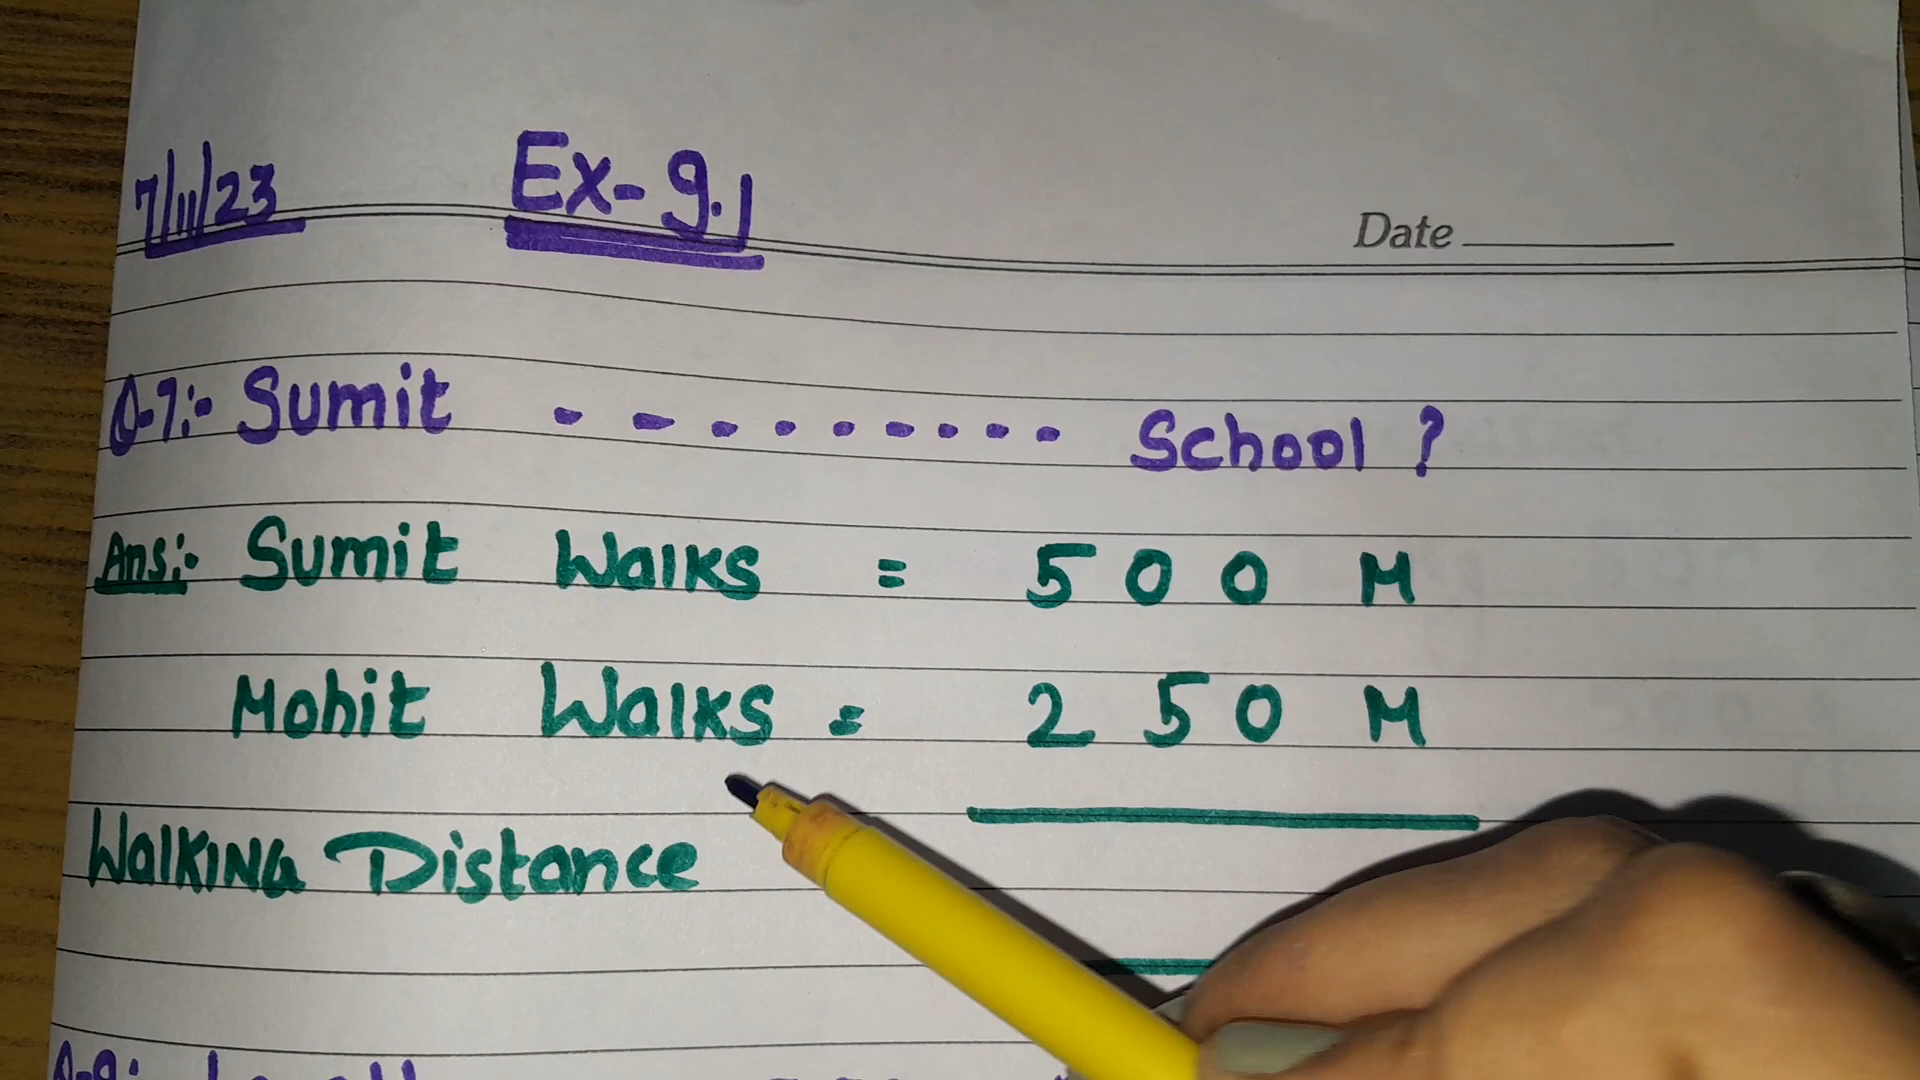 7/11/23 Ex-9.1
Date
Q-7:- Sumit - - - - - - - - - School ?
Ans:- Sumit Walks = 500 M
Mohit Walks = 250 M
Walking Distance